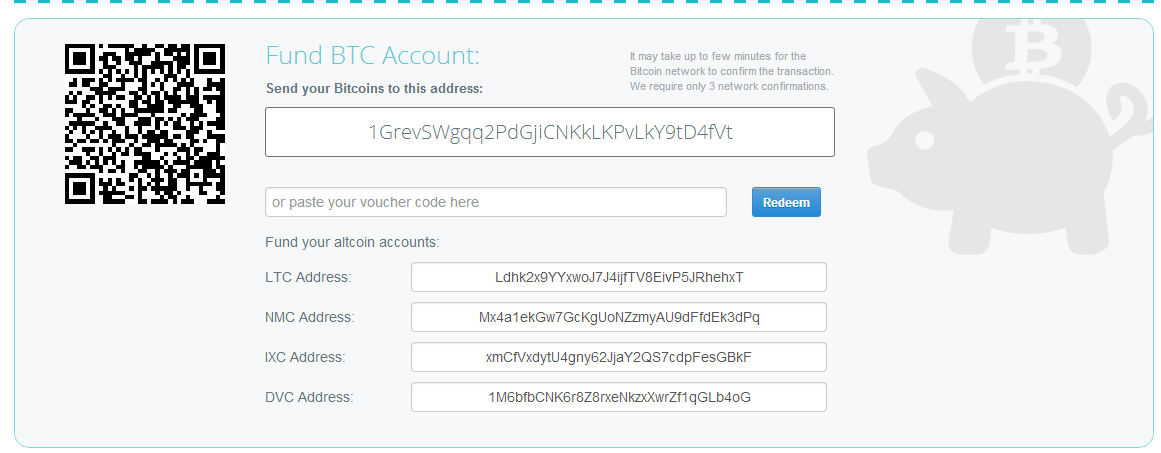 Fund BTC Account:
It may take up to few minutes for the
Bitcoin network to confirm the transaction.
We require only 3 network confirmations.
Send your Bitcoins to this address:
1GrevSWgqq2PdGjiCNKkLKPvLkY9tD4fVt
or paste your voucher code here
Redeem
Fund your altcoin accounts:
LTC Address:
Ldhk2x9YYxwoJ7J4ijfTV8EivP5JRhehxT
NMC Address:
Mx4a1ekGw7GcKgUoNZzmyAU9dFfdEk3dPq
IXC Address:
xmCfVxdytU4gny62JjaY2QS7cdpFesGBkF
DVC Address:
1M6bfbCNK6r8Z8rxeNkzxXwrZf1qGLb4oG